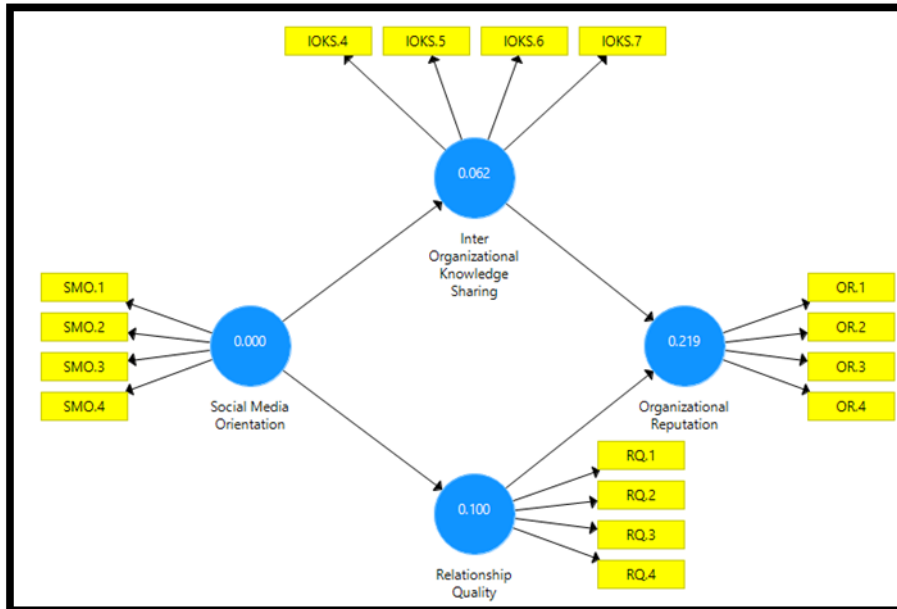 IOKS.4
IOKS.5
IOKS.6
IOKS.7
0.062
Inter
Organizational
Knowledge
Sharing
SMO.1
SMO.2
SMO.3
SMO.4
0.000
Social Media
Orientation
0.219
Organizational
Reputation
OR.1
OR.2
OR.3
OR.4
0.100
Relationship
Quality
RQ.1
RQ.2
RQ.3
RQ.4